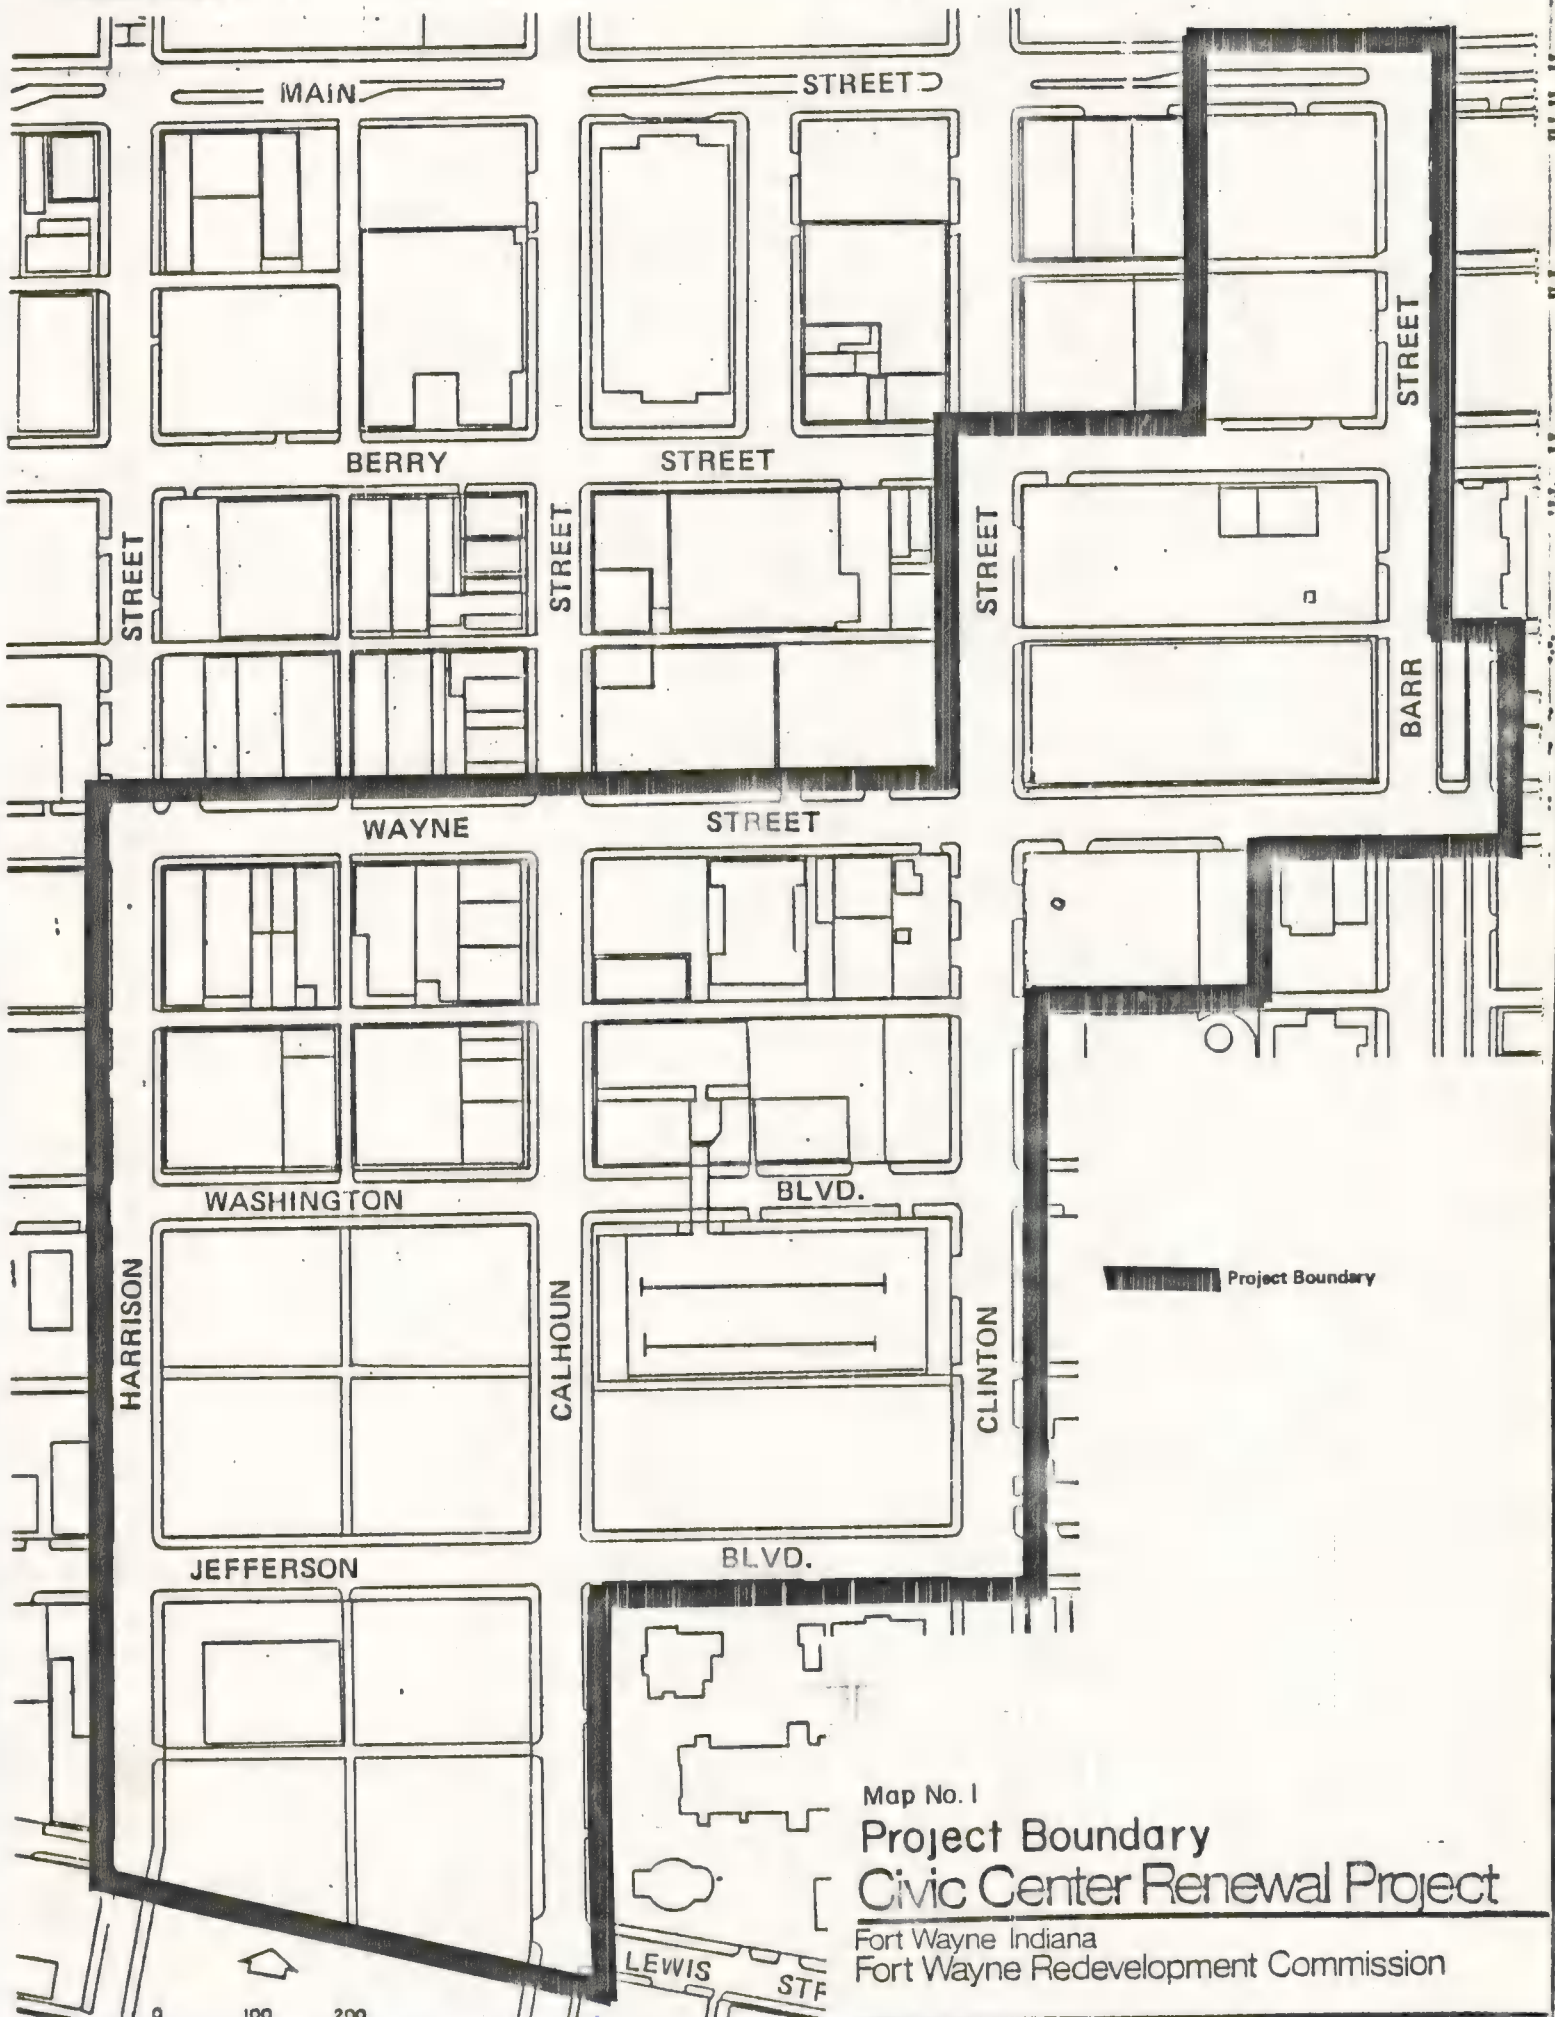 H
MAIN STREET
STREET
BERRY STREET
STREET
STREET
STREET
BARR
WAYNE STREET
WASHINGTON BLVD.
HARRISON
CALHOUN
CLINTON
Project Boundary
JEFFERSON BLVD.
Map No. 1
Project Boundary
Civic Center Renewal Project
Fort Wayne Indiana
Fort Wayne Redevelopment Commission
LEWIS STR
0 100 200